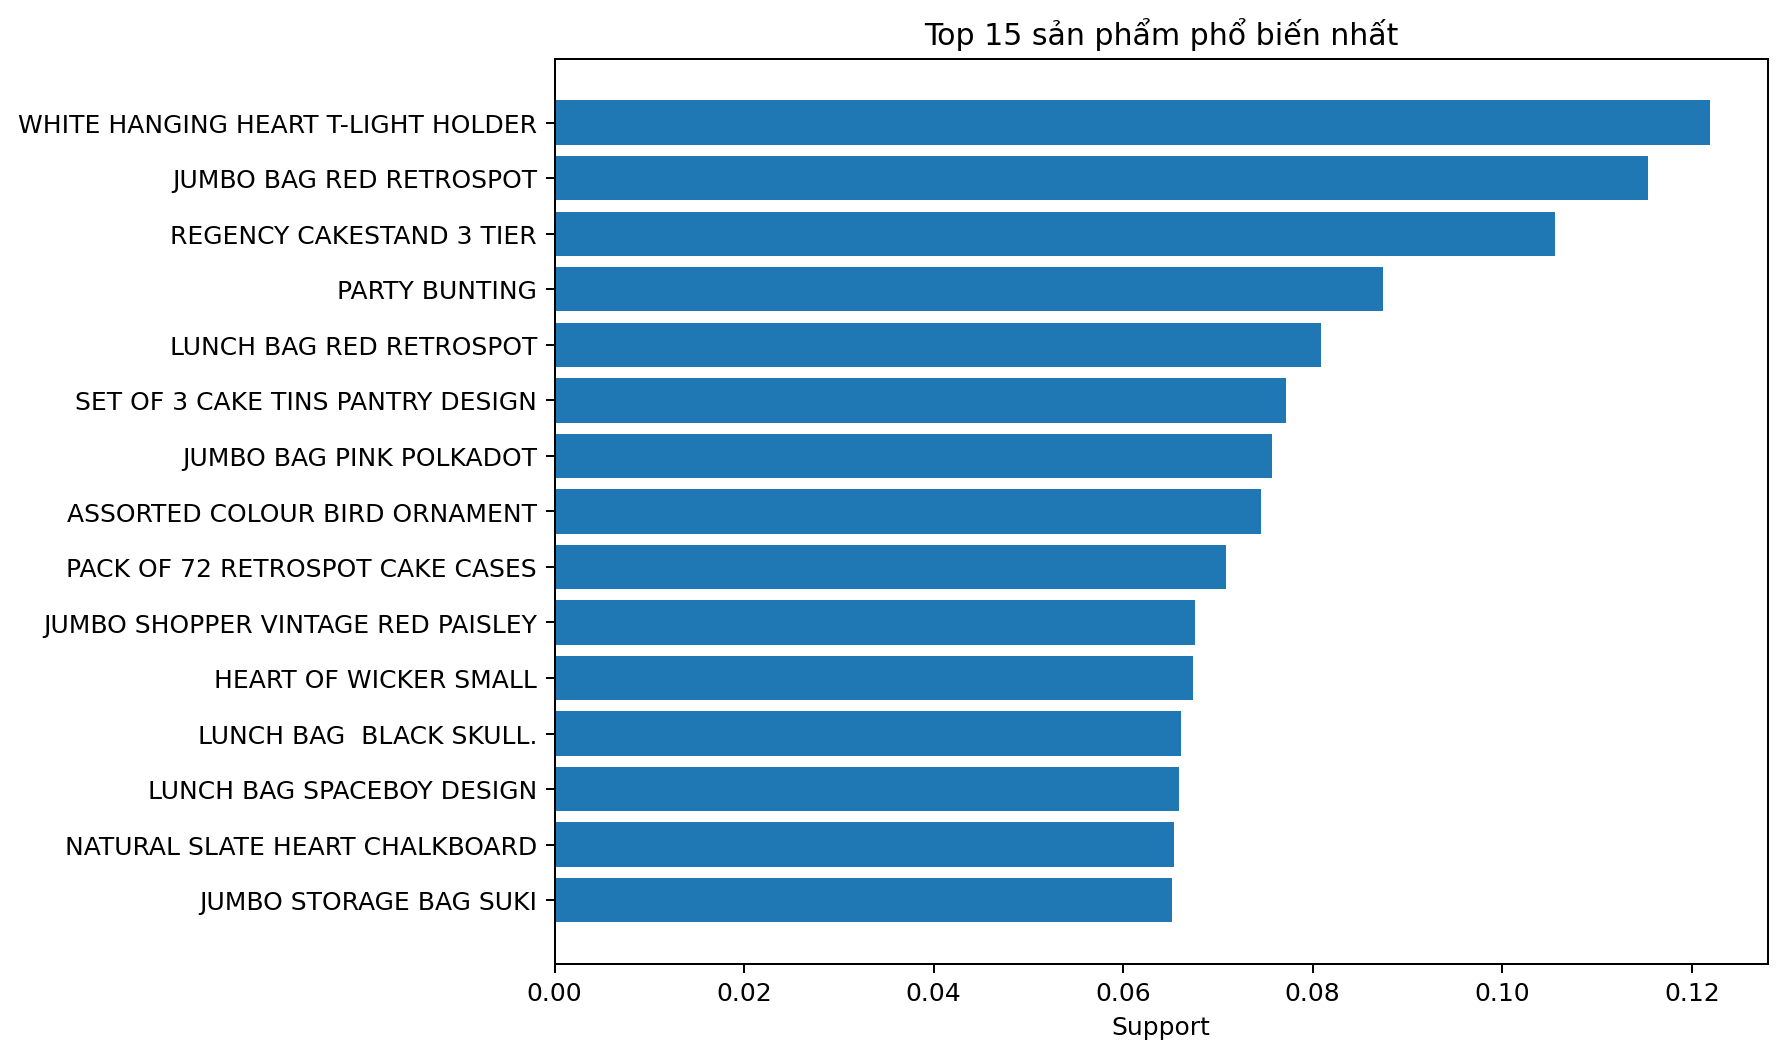 Top 15 sản phẩm phổ biến nhất
WHITE HANGING HEART T-LIGHT HOLDER
JUMBO BAG RED RETROSPOT
REGENCY CAKESTAND 3 TIER
PARTY BUNTING
LUNCH BAG RED RETROSPOT
SET OF 3 CAKE TINS PANTRY DESIGN
JUMBO BAG PINK POLKADOT
ASSORTED COLOUR BIRD ORNAMENT
PACK OF 72 RETROSPOT CAKE CASES
JUMBO SHOPPER VINTAGE RED PAISLEY
HEART OF WICKER SMALL
LUNCH BAG  BLACK SKULL.
LUNCH BAG SPACEBOY DESIGN
NATURAL SLATE HEART CHALKBOARD
JUMBO STORAGE BAG SUKI
0.00 0.02 0.04 0.06 0.08 0.10 0.12
Support